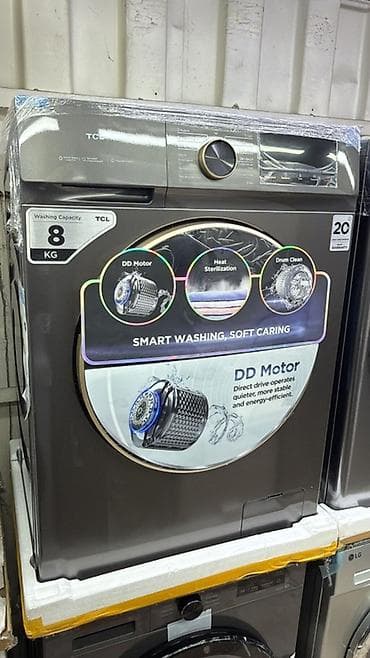 TCL
Washing Capacity
TCL
8
KG
20
DD Motor
Heat
Sterilization
Drum Clean
SMART WASHING, SOFT CARING
DD Motor
Direct drive operates
quieter, more stable
and energy-efficient.
LG